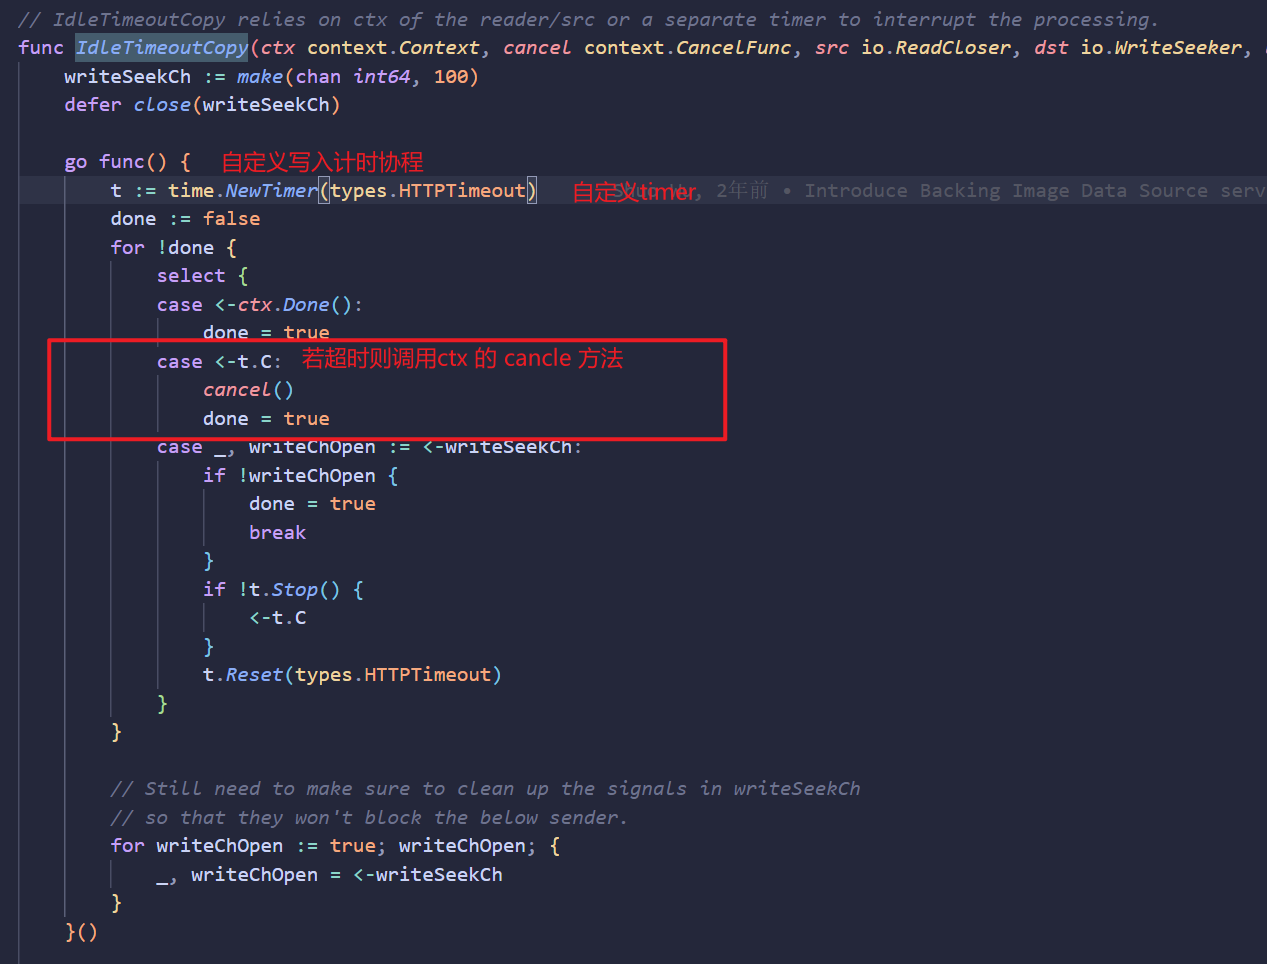 // IdleTimeoutCopy relies on ctx of the reader/src or a separate timer to interrupt the processing.
func IdleTimeoutCopy(ctx context.Context, cancel context.CancelFunc, src io.ReadCloser, dst io.WriteSeeker,
writeSeekCh := make(chan int64, 100)
defer close(writeSeekCh)
go func() { 自定义写入计时协程
t := time.NewTimer(types.HTTPTimeout) 自定义timer, 2年前 • Introduce Backing Image Data Source serv
done := false
for !done {
select {
case <-ctx.Done():
done = true
case <-t.C: 若超时则调用ctx 的 cancle 方法
cancel()
done = true
case _, writeChOpen := <-writeSeekCh:
if !writeChOpen {
done = true
break
}
if !t.Stop() {
<-t.C
}
t.Reset(types.HTTPTimeout)
}
}
// Still need to make sure to clean up the signals in writeSeekCh
// so that they won't block the below sender.
for writeChOpen := true; writeChOpen; {
_, writeChOpen = <-writeSeekCh
}
}()